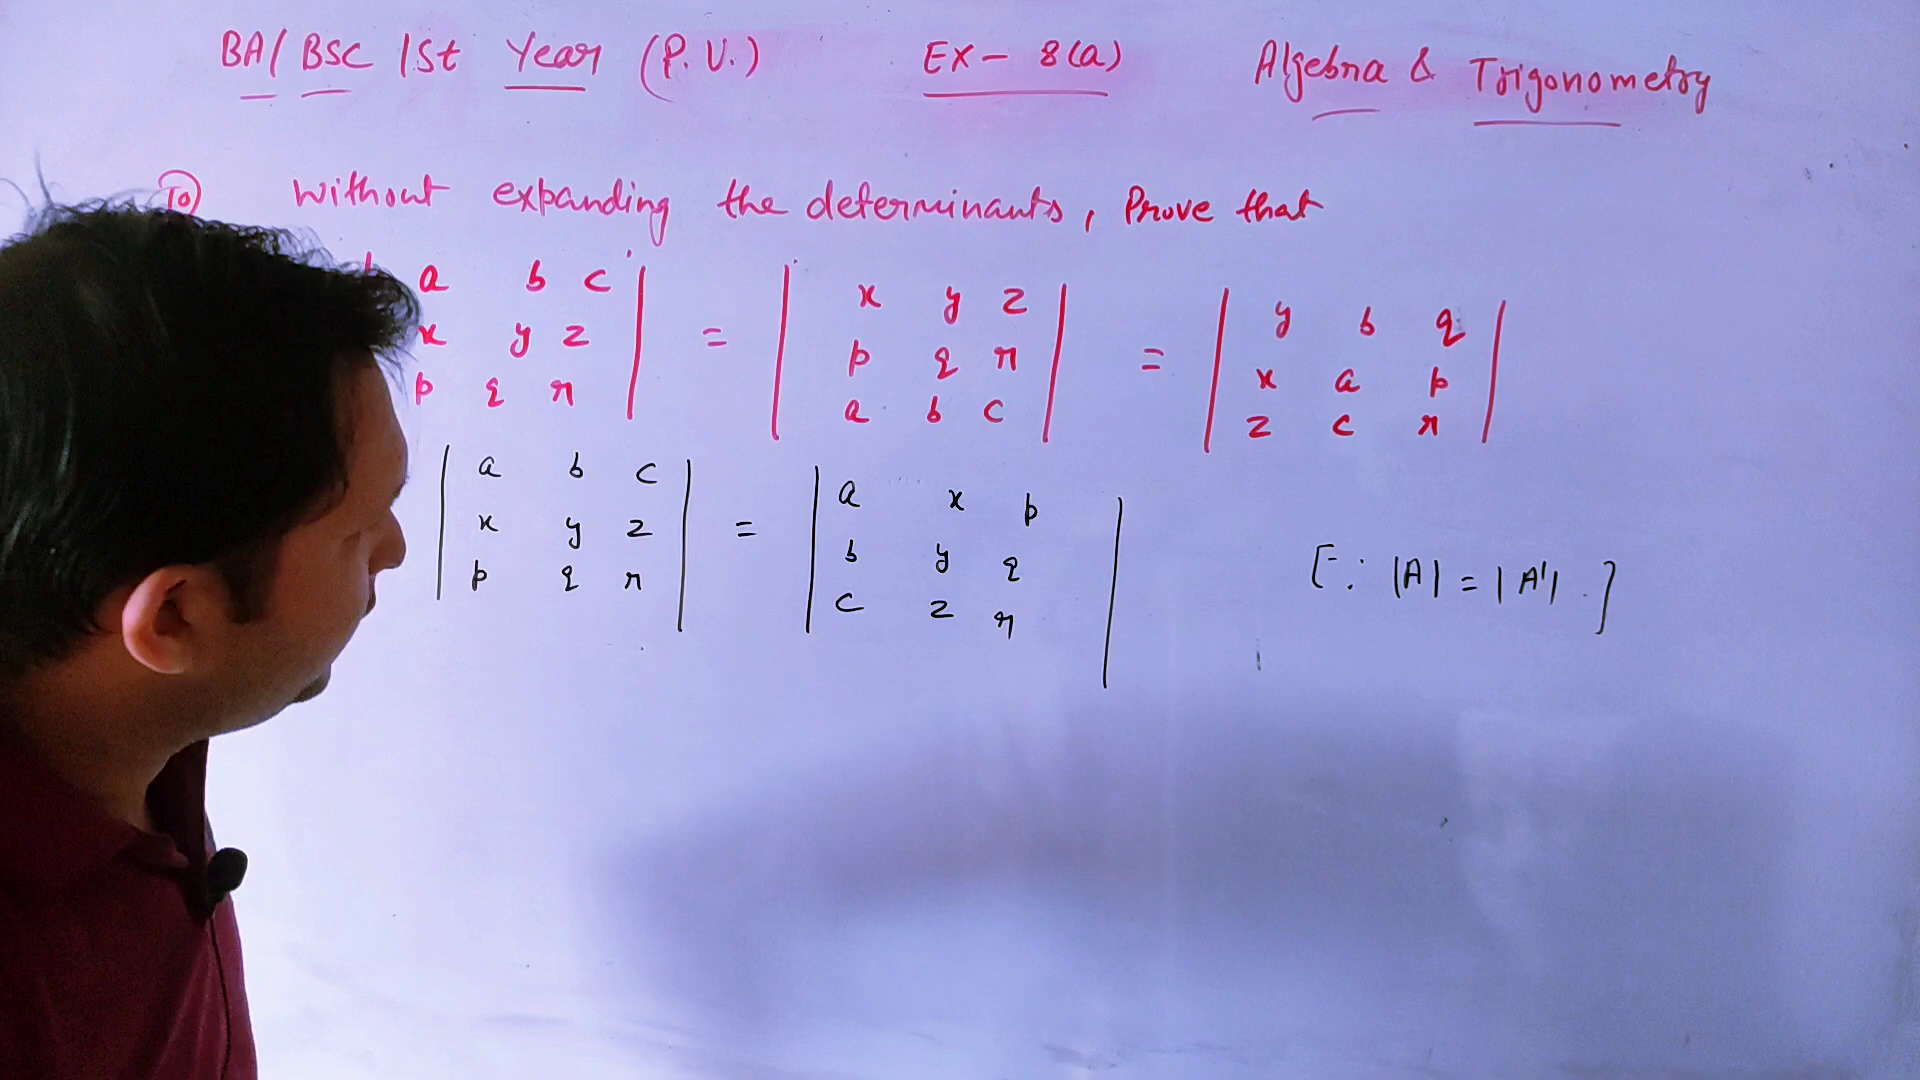 BA/BSC 1St Year (P.U.) EX- 8(a) Algebra & Trigonometry
10 Without expanding the determinants, Prove that
| a b c | = | x y z | = | y b q |
| x y z | | p q r | | x a p |
| p q r | | a b c | | z c r |
| a b c | = | a x p |
| x y z | | b y q | [∵ |A| = |A'| .]
| p q r | | c z r |